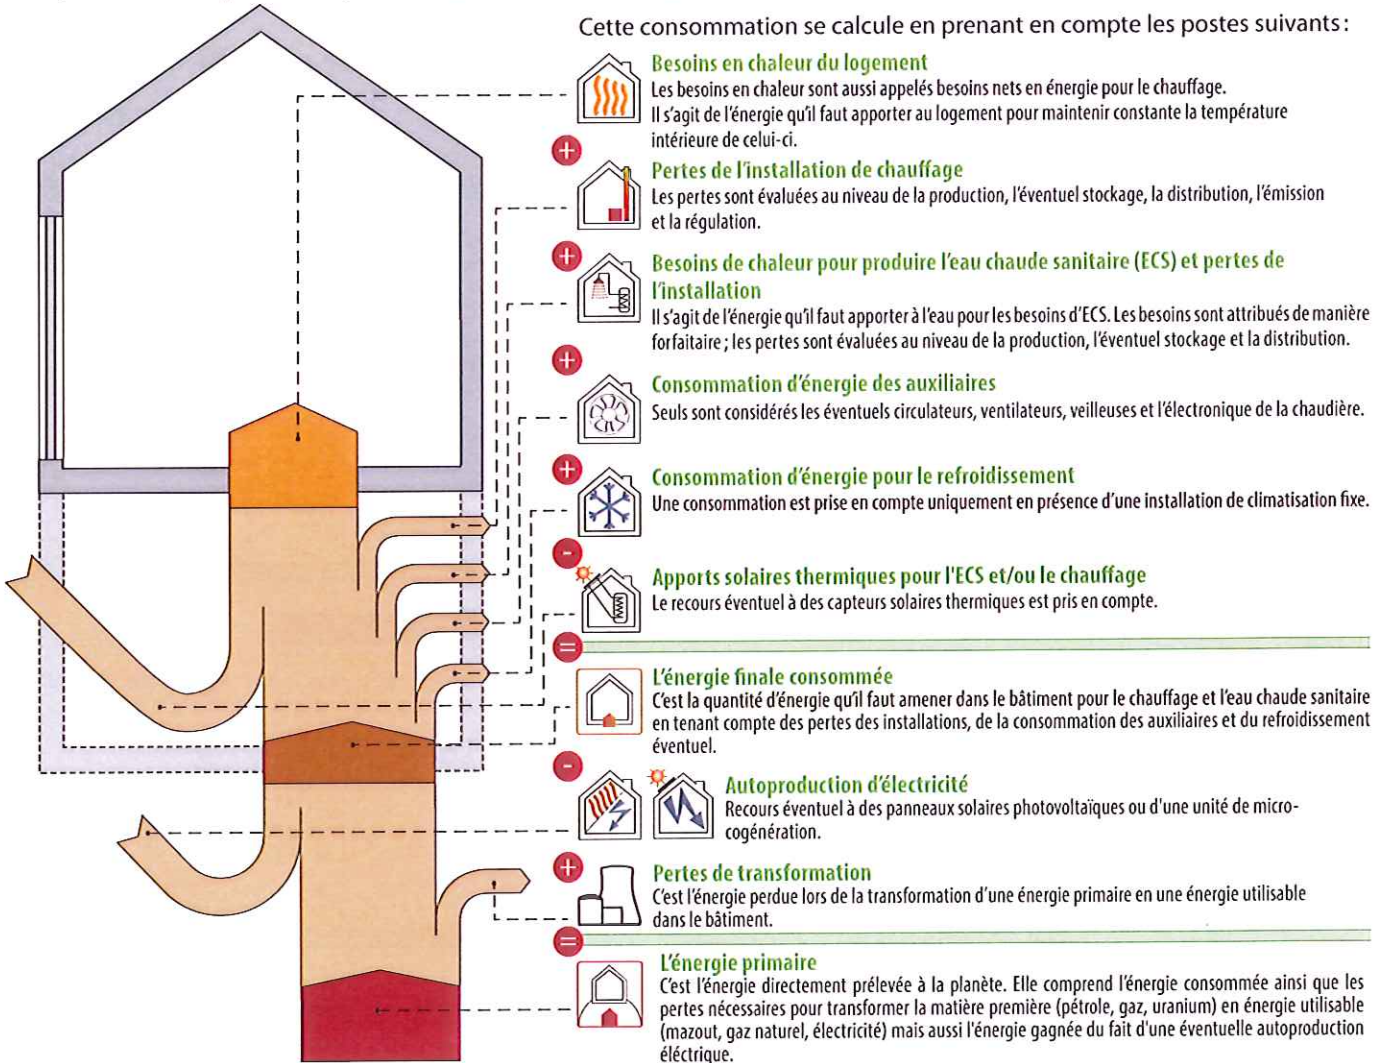 Cette consommation se calcule en prenant en compte les postes suivants :
Besoins en chaleur du logement
Les besoins en chaleur sont aussi appelés besoins nets en énergie pour le chauffage.
Il s'agit de l'énergie qu'il faut apporter au logement pour maintenir constante la température
intérieure de celui-ci.
+
Pertes de l'installation de chauffage
Les pertes sont évaluées au niveau de la production, l'éventuel stockage, la distribution, l'émission
et la régulation.
+
Besoins de chaleur pour produire l'eau chaude sanitaire (ECS) et pertes de
l'installation
Il s'agit de l'énergie qu'il faut apporter à l'eau pour les besoins d'ECS. Les besoins sont attribués de manière
forfaitaire ; les pertes sont évaluées au niveau de la production, l'éventuel stockage et la distribution.
+
Consommation d'énergie des auxiliaires
Seuls sont considérés les éventuels circulateurs, ventilateurs, veilleuses et l'électronique de la chaudière.
+
Consommation d'énergie pour le refroidissement
Une consommation est prise en compte uniquement en présence d'une installation de climatisation fixe.
-
Apports solaires thermiques pour l'ECS et/ou le chauffage
Le recours éventuel à des capteurs solaires thermiques est pris en compte.
=
L'énergie finale consommée
C'est la quantité d'énergie qu'il faut amener dans le bâtiment pour le chauffage et l'eau chaude sanitaire
en tenant compte des pertes des installations, de la consommation des auxiliaires et du refroidissement
éventuel.
-
Autoproduction d'électricité
Recours éventuel à des panneaux solaires photovoltaïques ou d'une unité de micro-
cogénération.
+
Pertes de transformation
C'est l'énergie perdue lors de la transformation d'une énergie primaire en une énergie utilisable
dans le bâtiment.
=
L'énergie primaire
C'est l'énergie directement prélevée à la planète. Elle comprend l'énergie consommée ainsi que les
pertes nécessaires pour transformer la matière première (pétrole, gaz, uranium) en énergie utilisable
(mazout, gaz naturel, électricité) mais aussi l'énergie gagnée du fait d'une éventuelle autoproduction
éléctrique.